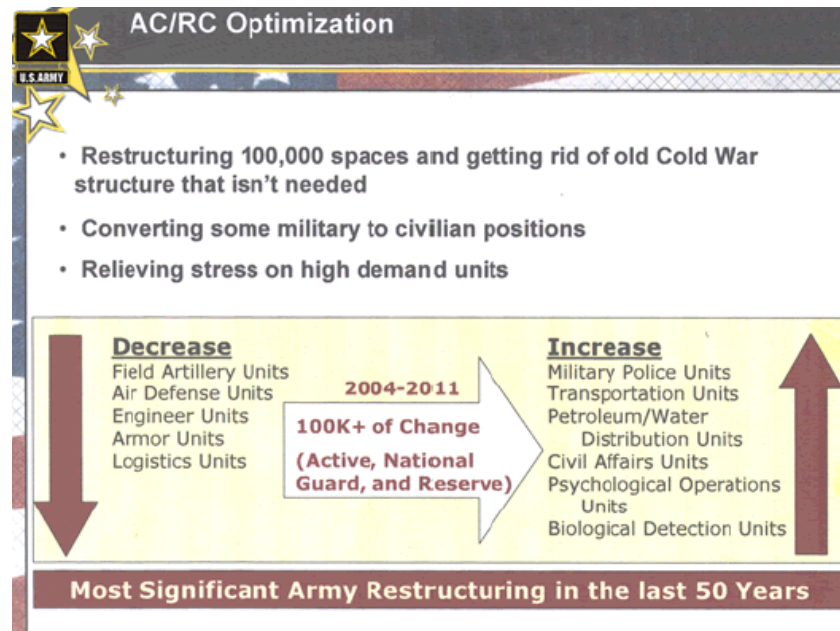 AC/RC Optimization
U.S.ARMY
• Restructuring 100,000 spaces and getting rid of old Cold War
structure that isn't needed
• Converting some military to civilian positions
• Relieving stress on high demand units
Decrease
Field Artillery Units
Air Defense Units
Engineer Units
Armor Units
Logistics Units
2004-2011
100K+ of Change
(Active, National
Guard, and Reserve)
Increase
Military Police Units
Transportation Units
Petroleum/Water
Distribution Units
Civil Affairs Units
Psychological Operations
Units
Biological Detection Units
Most Significant Army Restructuring in the last 50 Years